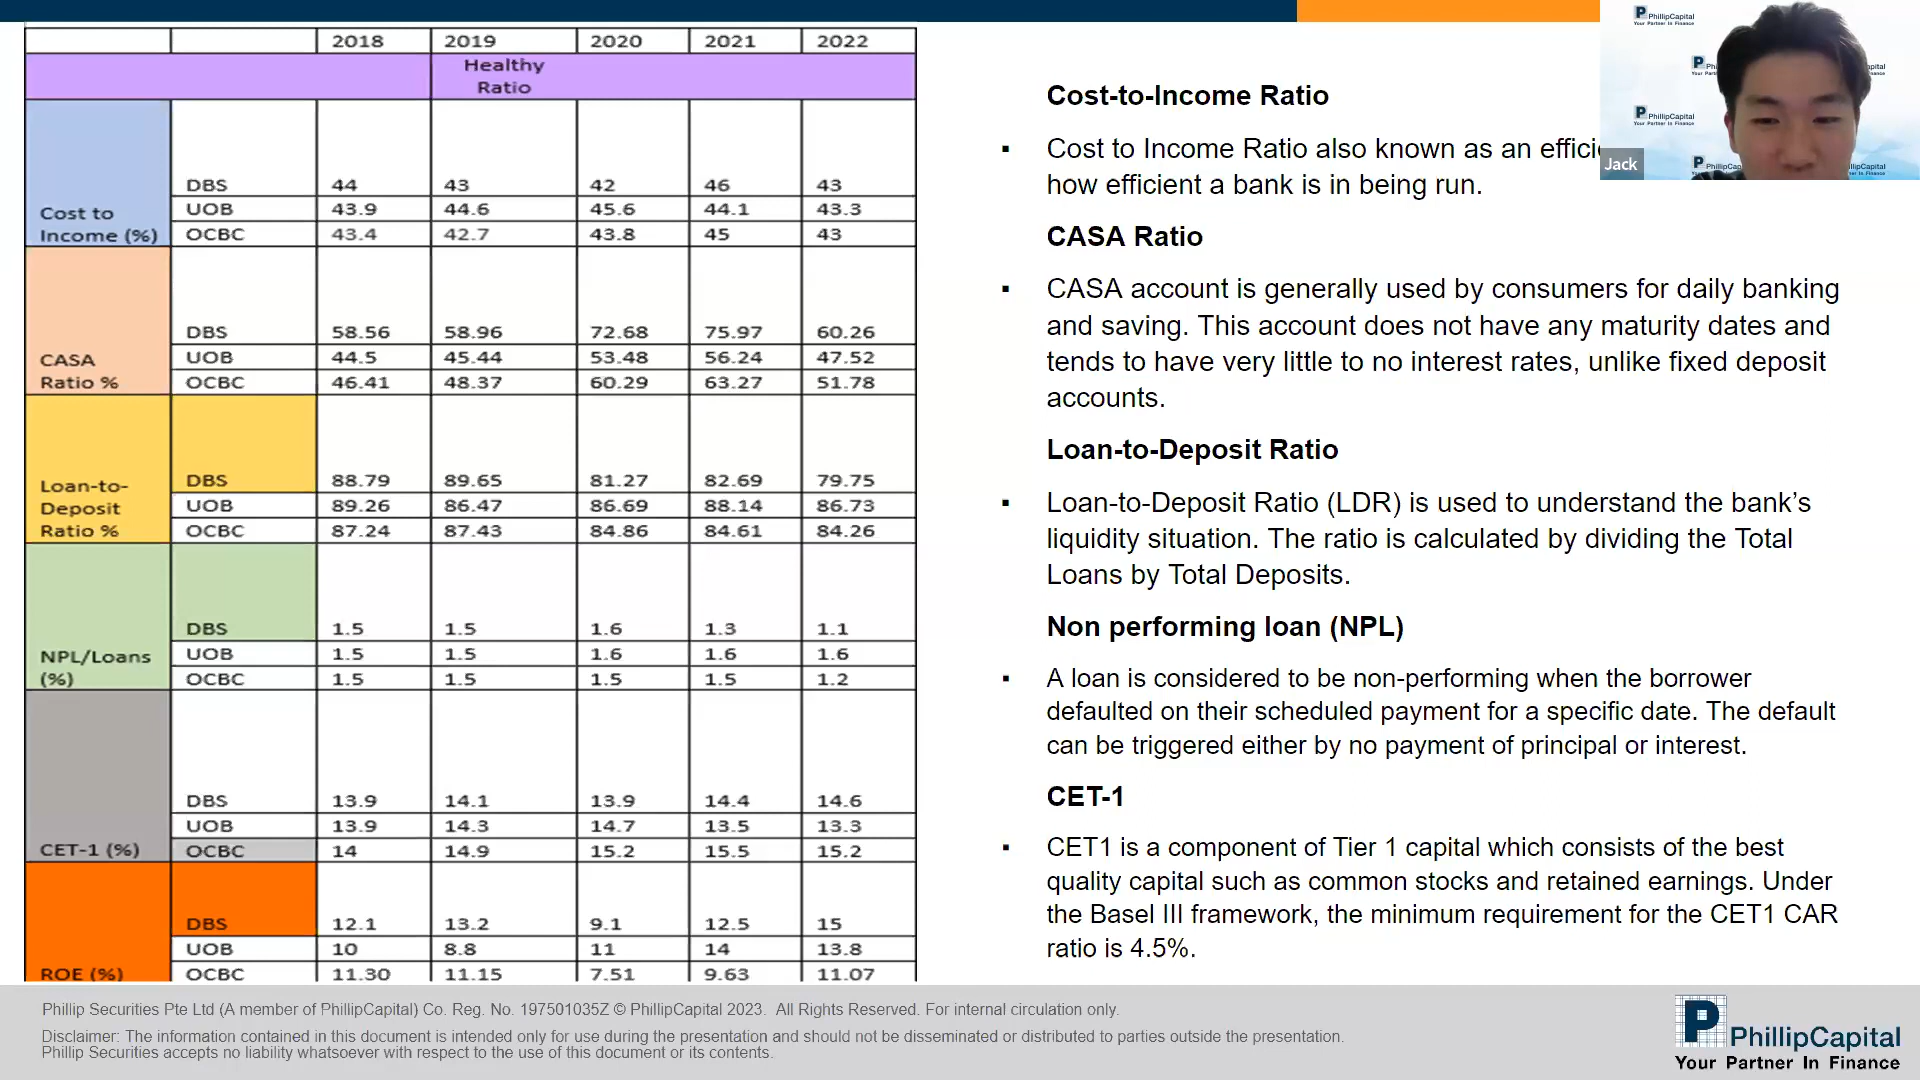 2018 2019 2020 2021 2022
Healthy
Ratio
DBS 44 43 42 46 43
Cost to
Income (%)
UOB 43.9 44.6 45.6 44.1 43.3
OCBC 43.4 42.7 43.8 45 43
DBS 58.56 58.96 72.68 75.97 60.26
CASA
Ratio %
UOB 44.5 45.44 53.48 56.24 47.52
OCBC 46.41 48.37 60.29 63.27 51.78
Loan-to-
Deposit
Ratio %
DBS 88.79 89.65 81.27 82.69 79.75
UOB 89.26 86.47 86.69 88.14 86.73
OCBC 87.24 87.43 84.86 84.61 84.26
DBS 1.5 1.5 1.6 1.3 1.1
NPL/Loans
(%)
UOB 1.5 1.5 1.6 1.6 1.6
OCBC 1.5 1.5 1.5 1.5 1.2
DBS 13.9 14.1 13.9 14.4 14.6
UOB 13.9 14.3 14.7 13.5 13.3
CET-1 (%) OCBC 14 14.9 15.2 15.5 15.2
DBS 12.1 13.2 9.1 12.5 15
UOB 10 8.8 11 14 13.8
ROE (%) OCBC 11.30 11.15 7.51 9.63 11.07
Cost-to-Income Ratio
▪ Cost to Income Ratio also known as an
how efficient a bank is in being run.
CASA Ratio
▪ CASA account is generally used by consumers for daily banking
and saving. This account does not have any maturity dates and
tends to have very little to no interest rates, unlike fixed deposit
accounts.
Loan-to-Deposit Ratio
▪ Loan-to-Deposit Ratio (LDR) is used to understand the bank’s
liquidity situation. The ratio is calculated by dividing the Total
Loans by Total Deposits.
Non performing loan (NPL)
▪ A loan is considered to be non-performing when the borrower
defaulted on their scheduled payment for a specific date. The default
can be triggered either by no payment of principal or interest.
CET-1
▪ CET1 is a component of Tier 1 capital which consists of the best
quality capital such as common stocks and retained earnings. Under
the Basel III framework, the minimum requirement for the CET1 CAR
ratio is 4.5%.
PhillipCapital
Your Partner In Finance
PhillipCapital
Your Partner In Finance
Jack
Phillip Securities Pte Ltd (A member of PhillipCapital) Co. Reg. No. 197501035Z © PhillipCapital 2023. All Rights Reserved. For internal circulation only.
Disclaimer: The information contained in this document is intended only for use during the presentation and should not be disseminated or distributed to parties outside the presentation.
Phillip Securities accepts no liability whatsoever with respect to the use of this document or its contents.
PhillipCapital
Your Partner In Finance